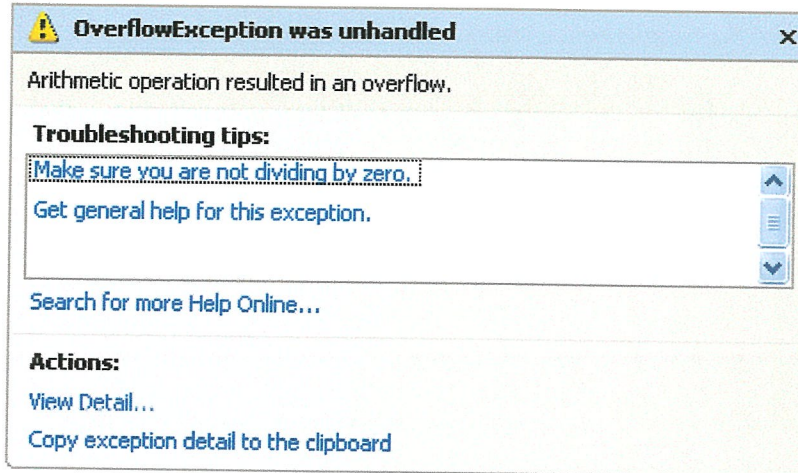 OverflowException was unhandled
Arithmetic operation resulted in an overflow.
Troubleshooting tips:
Make sure you are not dividing by zero.
Get general help for this exception.
Search for more Help Online...
Actions:
View Detail...
Copy exception detail to the clipboard